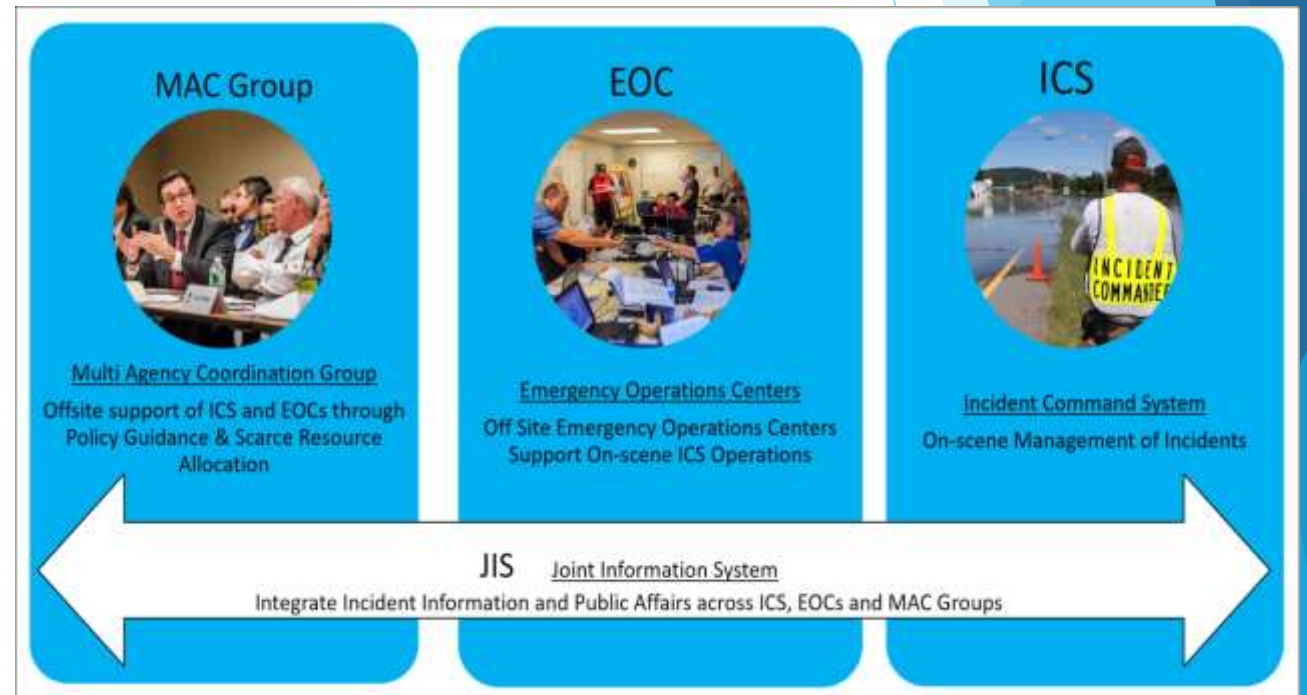 MAC Group
Multi Agency Coordination Group
Offsite support of ICS and EOCs through
Policy Guidance & Scarce Resource
Allocation
EOC
Emergency Operations Centers
Off Site Emergency Operations Centers
Support On-scene ICS Operations
ICS
INCIDENT
COMMANDER
Incident Command System
On-scene Management of Incidents
JIS Joint Information System
Integrate Incident Information and Public Affairs across ICS, EOCs and MAC Groups